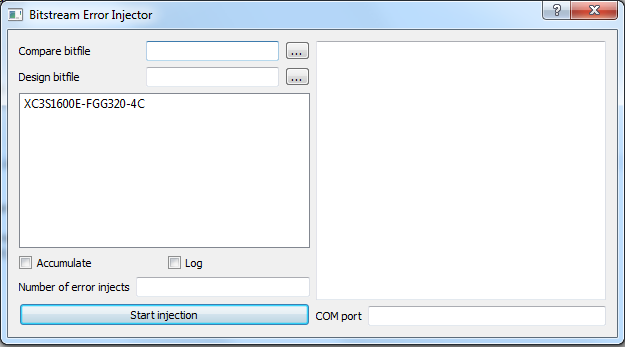 Bitstream Error Injector
?
Compare bitfile
...
Design bitfile
...
XC3S1600E-FGG320-4C
Accumulate Log
Number of error injects
Start injection
COM port